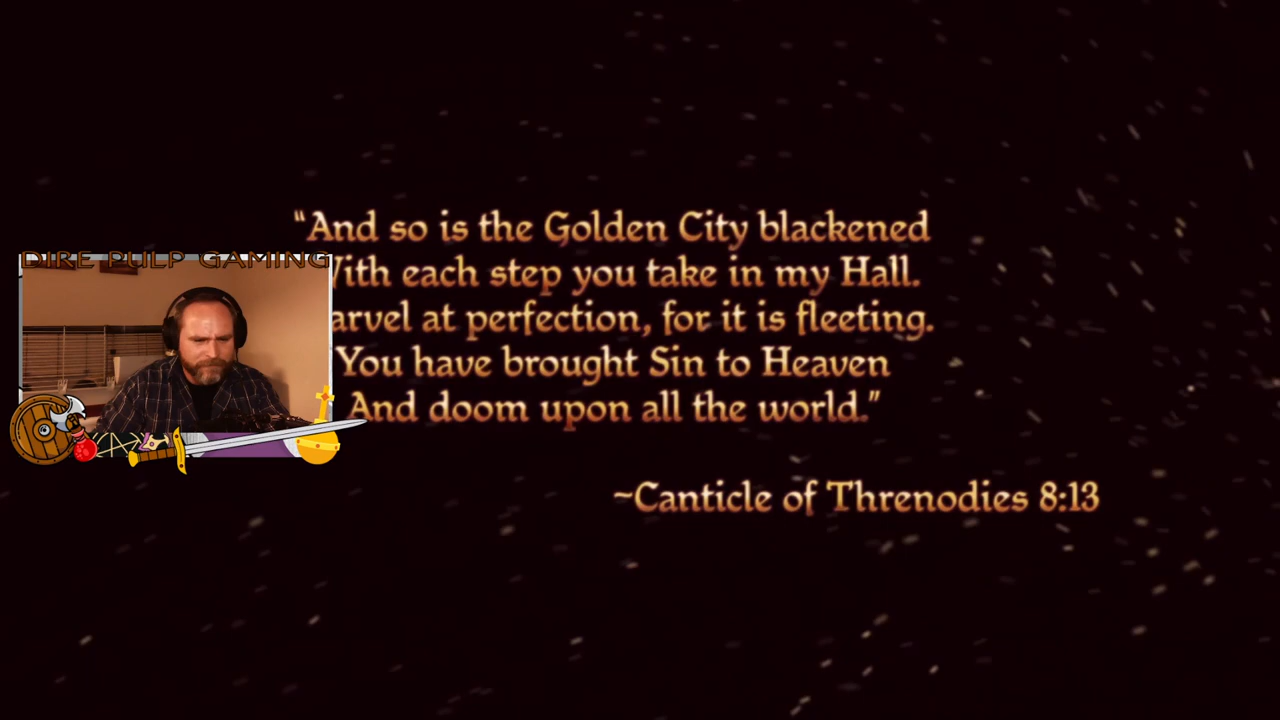 “And so is the Golden City blackened
With each step you take in my Hall.
DIRE PULP GAMING
arvel at perfection, for it is fleeting.
You have brought Sin to Heaven
And doom upon all the world.”
~Canticle of Threnodies 8:13